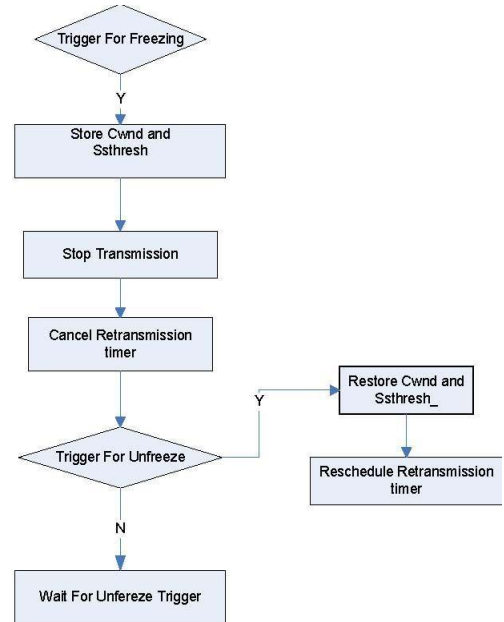 Trigger For Freezing
Y
Store Cwnd and
Ssthresh
Stop Transmission
Cancel Retransmission
timer
Trigger For Unfreeze
Y
Restore Cwnd and
Ssthresh_
Reschedule Retransmission
timer
N
Wait For Unfereze Trigger